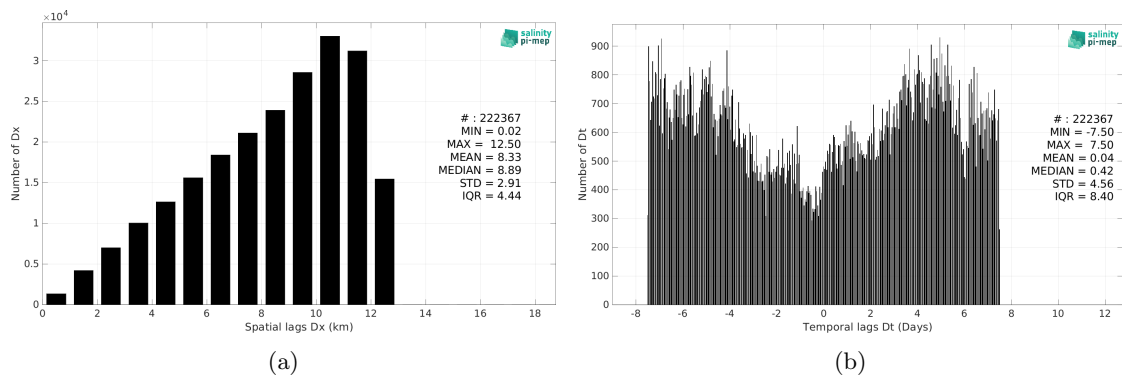 ×10⁴
salinity
pi-mep
3.5
3
2.5
2
1.5
1
0.5
0
Number of Dx
# : 222367
MIN = 0.02
MAX = 12.50
MEAN = 8.33
MEDIAN = 8.89
STD = 2.91
IQR = 4.44
0 2 4 6 8 10 12 14 16 18
Spatial lags Dx (km)
(a)
salinity
pi-mep
900
800
700
600
500
400
300
200
100
0
Number of Dt
# : 222367
MIN = -7.50
MAX = 7.50
MEAN = 0.04
MEDIAN = 0.42
STD = 4.56
IQR = 8.40
-8 -6 -4 -2 0 2 4 6 8 10 12
Temporal lags Dt (Days)
(b)